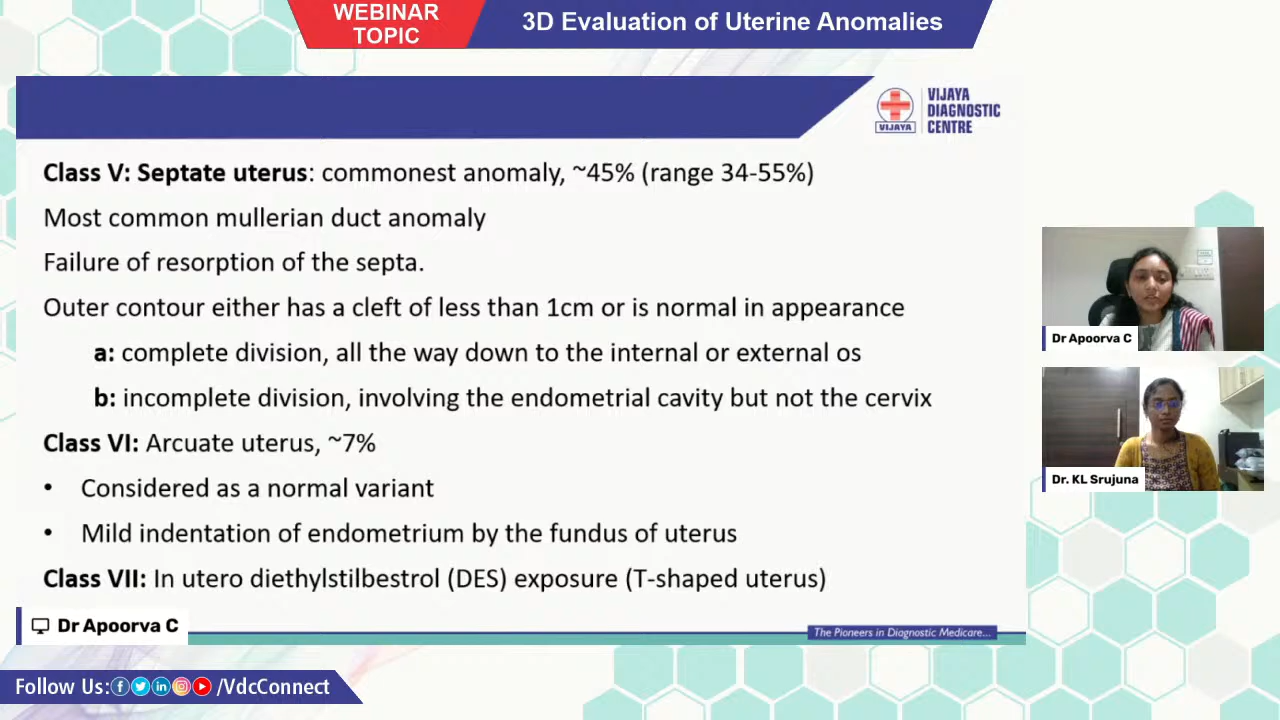 WEBINAR
TOPIC
3D Evaluation of Uterine Anomalies
VIJAYA
VIJAYA
DIAGNOSTIC
CENTRE
Class V: Septate uterus: commonest anomaly, ~45% (range 34-55%)
Most common mullerian duct anomaly
Failure of resorption of the septa.
Outer contour either has a cleft of less than 1cm or is normal in appearance
a: complete division, all the way down to the internal or external os
b: incomplete division, involving the endometrial cavity but not the cervix
Class VI: Arcuate uterus, ~7%
• Considered as a normal variant
• Mild indentation of endometrium by the fundus of uterus
Class VII: In utero diethylstilbestrol (DES) exposure (T-shaped uterus)
Dr Apoorva C
The Pioneers in Diagnostic Medicare...
Dr Apoorva C
Dr. KL Srujuna
Follow Us: /VdcConnect